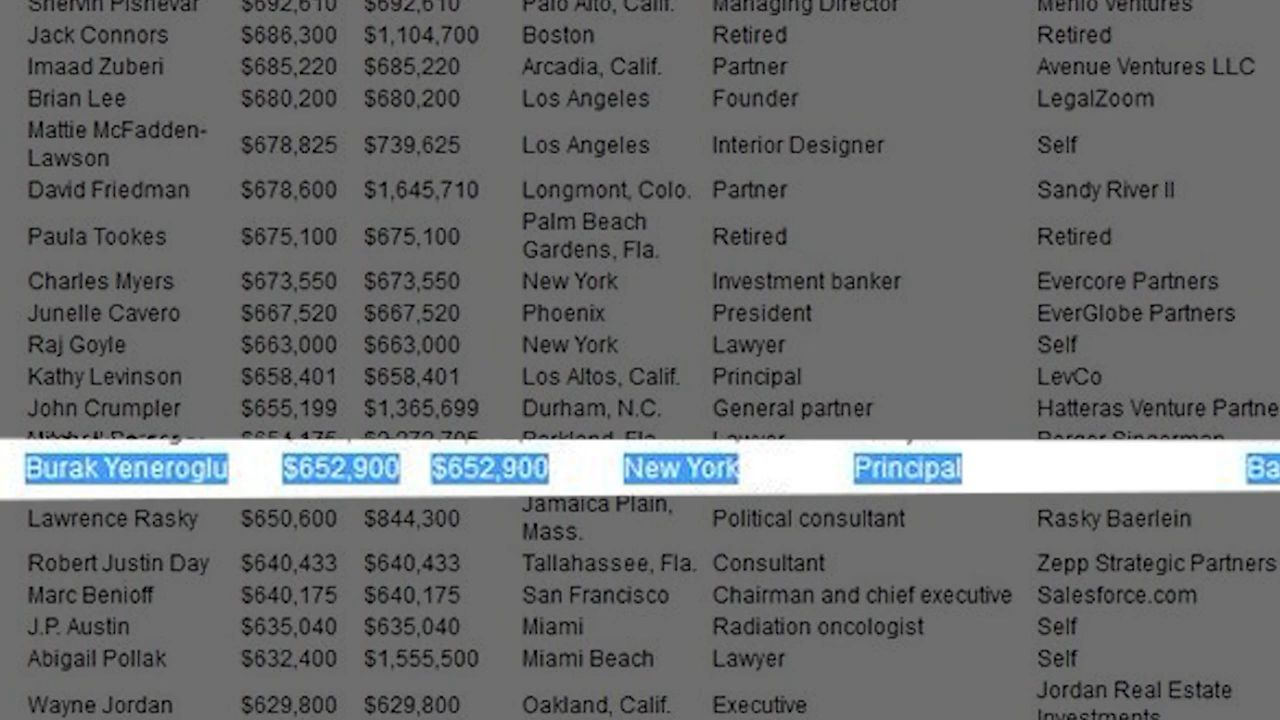 Shervin Pishevar $692,610 $692,610 Palo Alto, Calif. Managing Director Menlo Ventures
Jack Connors $686,300 $1,104,700 Boston Retired Retired
Imaad Zuberi $685,220 $685,220 Arcadia, Calif. Partner Avenue Ventures LLC
Brian Lee $680,200 $680,200 Los Angeles Founder LegalZoom
Mattie McFadden-
Lawson $678,825 $739,625 Los Angeles Interior Designer Self
David Friedman $678,600 $1,645,710 Longmont, Colo. Partner Sandy River II
Palm Beach
Paula Tookes $675,100 $675,100 Gardens, Fla. Retired Retired
Charles Myers $673,550 $673,550 New York Investment banker Evercore Partners
Junelle Cavero $667,520 $667,520 Phoenix President EverGlobe Partners
Raj Goyle $663,000 $663,000 New York Lawyer Self
Kathy Levinson $658,401 $658,401 Los Altos, Calif. Principal LevCo
John Crumpler $655,199 $1,365,699 Durham, N.C. General partner Hatteras Venture Partne
Burak Yeneroglu $652,900 $652,900 New York Principal Ba
Jamaica Plain,
Lawrence Rasky $650,600 $844,300 Mass. Political consultant Rasky Baerlein
Robert Justin Day $640,433 $640,433 Tallahassee, Fla. Consultant Zepp Strategic Partners
Marc Benioff $640,175 $640,175 San Francisco Chairman and chief executive Salesforce.com
J.P. Austin $635,040 $635,040 Miami Radiation oncologist Self
Abigail Pollak $632,400 $1,555,500 Miami Beach Lawyer Self
Jordan Real Estate
Wayne Jordan $629,800 $629,800 Oakland, Calif. Executive Investments